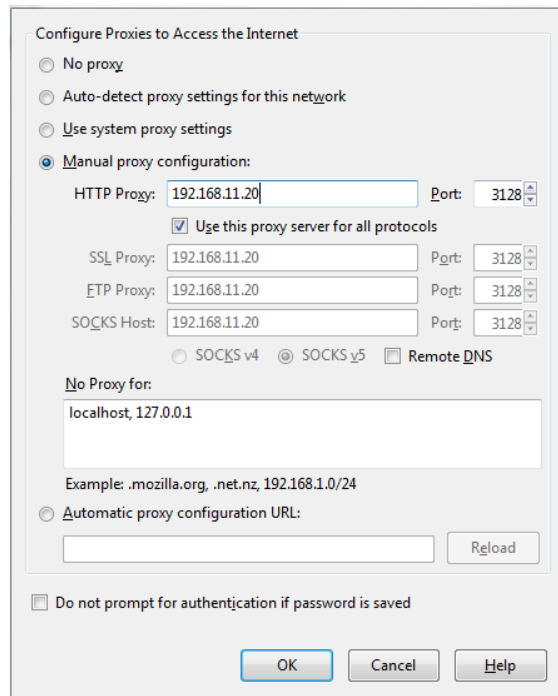 Configure Proxies to Access the Internet
No proxy
Auto-detect proxy settings for this network
Use system proxy settings
Manual proxy configuration:
HTTP Proxy: 192.168.11.20 Port: 3128
Use this proxy server for all protocols
SSL Proxy: 192.168.11.20 Port: 3128
FTP Proxy: 192.168.11.20 Port: 3128
SOCKS Host: 192.168.11.20 Port: 3128
SOCKS v4 SOCKS v5 Remote DNS
No Proxy for:
localhost, 127.0.0.1
Example: .mozilla.org, .net.nz, 192.168.1.0/24
Automatic proxy configuration URL:
Reload
Do not prompt for authentication if password is saved
OK Cancel Help